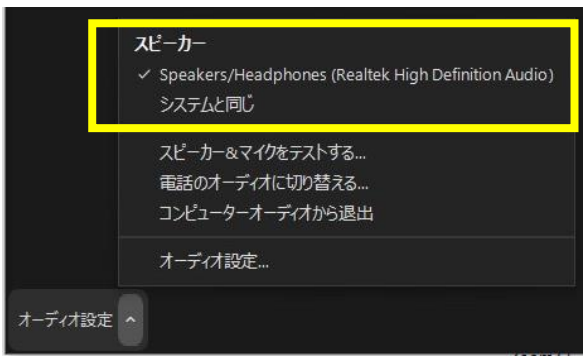 スピーカー
✓ Speakers/Headphones (Realtek High Definition Audio)
システムと同じ
スピーカー&マイクをテストする...
電話のオーディオに切り替える...
コンピューターオーディオから退出
オーディオ設定...
オーディオ設定 ^